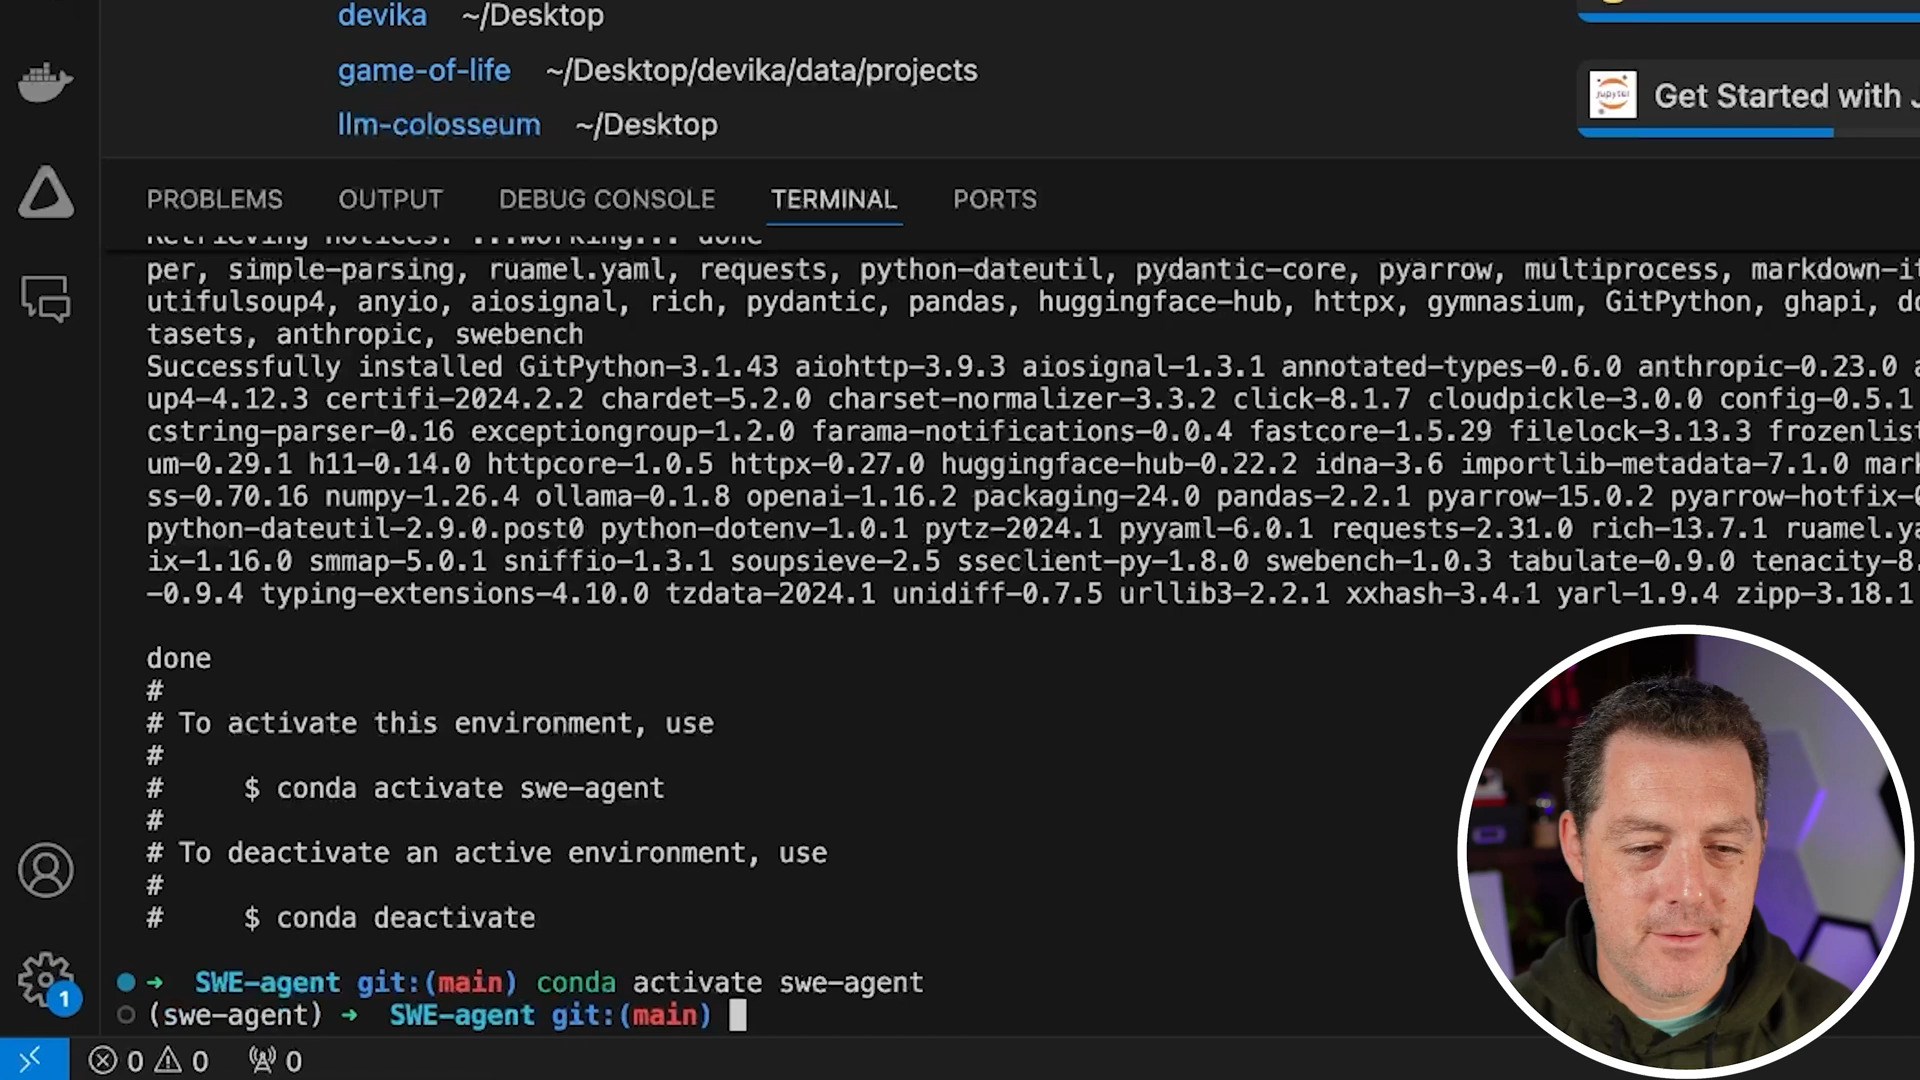 devika ~/Desktop
game-of-life ~/Desktop/devika/data/projects
llm-colosseum ~/Desktop
jupyter
Get Started with
PROBLEMS OUTPUT DEBUG CONSOLE TERMINAL PORTS
Retrieving notices: ...working... done
per, simple-parsing, ruamel.yaml, requests, python-dateutil, pydantic-core, pyarrow, multiprocess, markdown-it
utifulsoup4, anyio, aiosignal, rich, pydantic, pandas, huggingface-hub, httpx, gymnasium, GitPython, ghapi, do
tasets, anthropic, swebench
Successfully installed GitPython-3.1.43 aiohttp-3.9.3 aiosignal-1.3.1 annotated-types-0.6.0 anthropic-0.23.0 a
up4-4.12.3 certifi-2024.2.2 chardet-5.2.0 charset-normalizer-3.3.2 click-8.1.7 cloudpickle-3.0.0 config-0.5.1
cstring-parser-0.16 exceptiongroup-1.2.0 farama-notifications-0.0.4 fastcore-1.5.29 filelock-3.13.3 frozenlist
um-0.29.1 h11-0.14.0 httpcore-1.0.5 httpx-0.27.0 huggingface-hub-0.22.2 idna-3.6 importlib-metadata-7.1.0 mark
ss-0.70.16 numpy-1.26.4 ollama-0.1.8 openai-1.16.2 packaging-24.0 pandas-2.2.1 pyarrow-15.0.2 pyarrow-hotfix-0
python-dateutil-2.9.0.post0 python-dotenv-1.0.1 pytz-2024.1 pyyaml-6.0.1 requests-2.31.0 rich-13.7.1 ruamel.ya
ix-1.16.0 smmap-5.0.1 sniffio-1.3.1 soupsieve-2.5 sseclient-py-1.8.0 swebench-1.0.3 tabulate-0.9.0 tenacity-8.
-0.9.4 typing-extensions-4.10.0 tzdata-2024.1 unidiff-0.7.5 urllib3-2.2.1 xxhash-3.4.1 yarl-1.9.4 zipp-3.18.1
done
#
# To activate this environment, use
#
# $ conda activate swe-agent
#
# To deactivate an active environment, use
#
# $ conda deactivate
➜ SWE-agent git:(main) conda activate swe-agent
(swe-agent) ➜ SWE-agent git:(main)
1
0 0 0